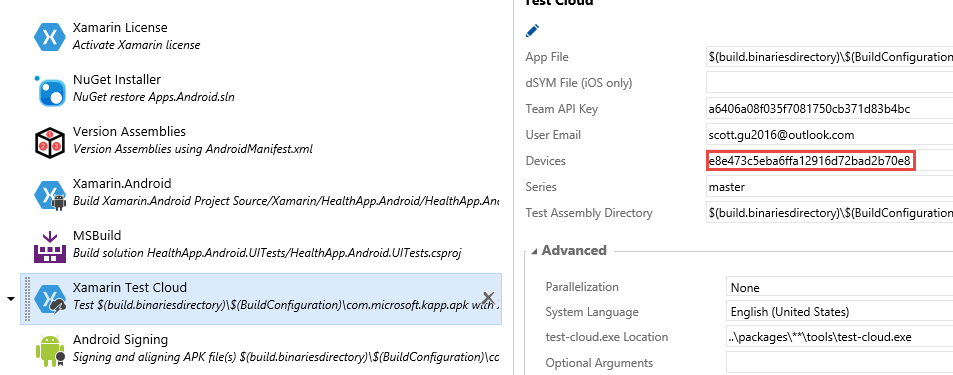 Xamarin License
Activate Xamarin license
NuGet Installer
NuGet restore Apps.Android.sln
Version Assemblies
Version Assemblies using AndroidManifest.xml
Xamarin.Android
Build Xamarin.Android Project Source/Xamarin/HealthApp.Android/HealthApp.An
MSBuild
Build solution HealthApp.Android.UITests/HealthApp.Android.UITests.csproj
Xamarin Test Cloud
Test $(build.binariesdirectory)\$(BuildConfiguration)\com.microsoft.kapp.apk with
Android Signing
Signing and aligning APK file(s) $(build.binariesdirectory)\$(BuildConfiguration)\co
Test Cloud
App File $(build.binariesdirectory)\$(BuildConfiguration
dSYM File (iOS only)
Team API Key a6406a08f035f7081750cb371d83b4bc
User Email scott.gu2016@outlook.com
Devices e8e473c5eba6ffa12916d72bad2b70e8
Series master
Test Assembly Directory $(build.binariesdirectory)\$(BuildConfiguration
Advanced
Parallelization None
System Language English (United States)
test-cloud.exe Location ..\packages\**\tools\test-cloud.exe
Optional Arguments